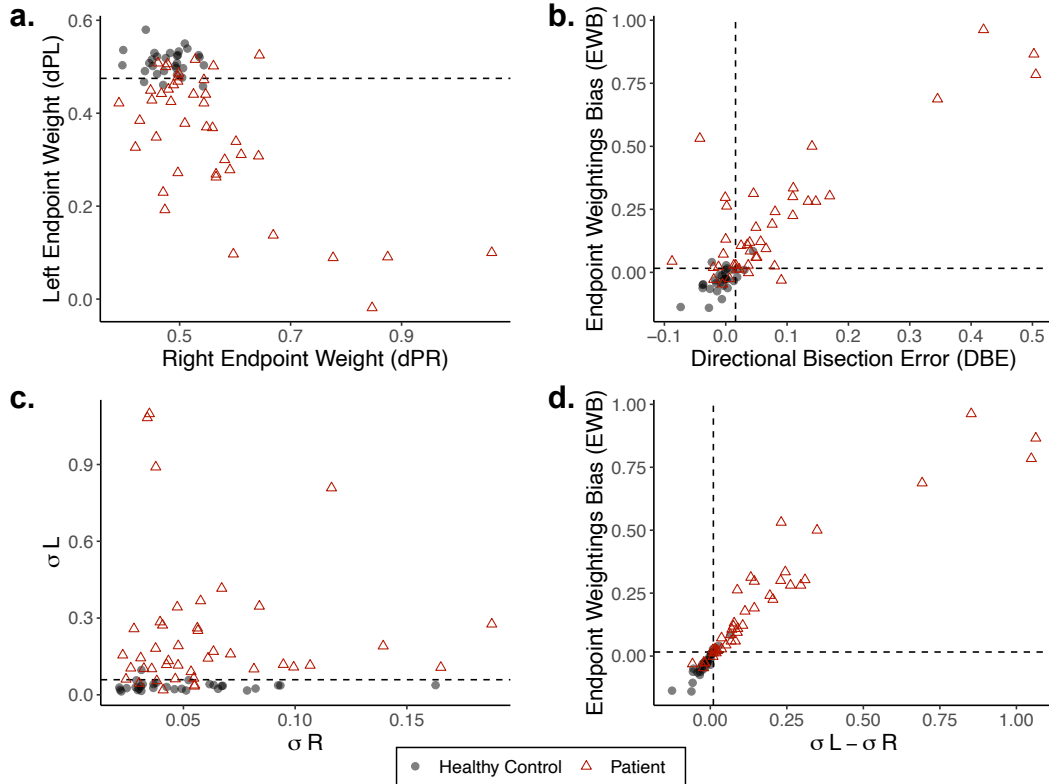 a.
Left Endpoint Weight (dPL)
0.6
0.4
0.2
0.0
0.5
0.7
0.9
Right Endpoint Weight (dPR)
b.
Endpoint Weightings Bias (EWB)
1.00
0.75
0.50
0.25
0.00
−0.1
0.0
0.1
0.2
0.3
0.4
0.5
Directional Bisection Error (DBE)
c.
σ L
0.9
0.6
0.3
0.0
0.05
0.10
0.15
σ R
d.
Endpoint Weightings Bias (EWB)
1.00
0.75
0.50
0.25
0.00
0.00
0.25
0.50
0.75
1.00
σ L − σ R
Healthy Control
Patient